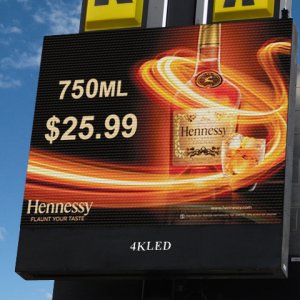 750ML
$25.99
Hennessy
Hennessy
FLAUNT YOUR TASTE
4KLED